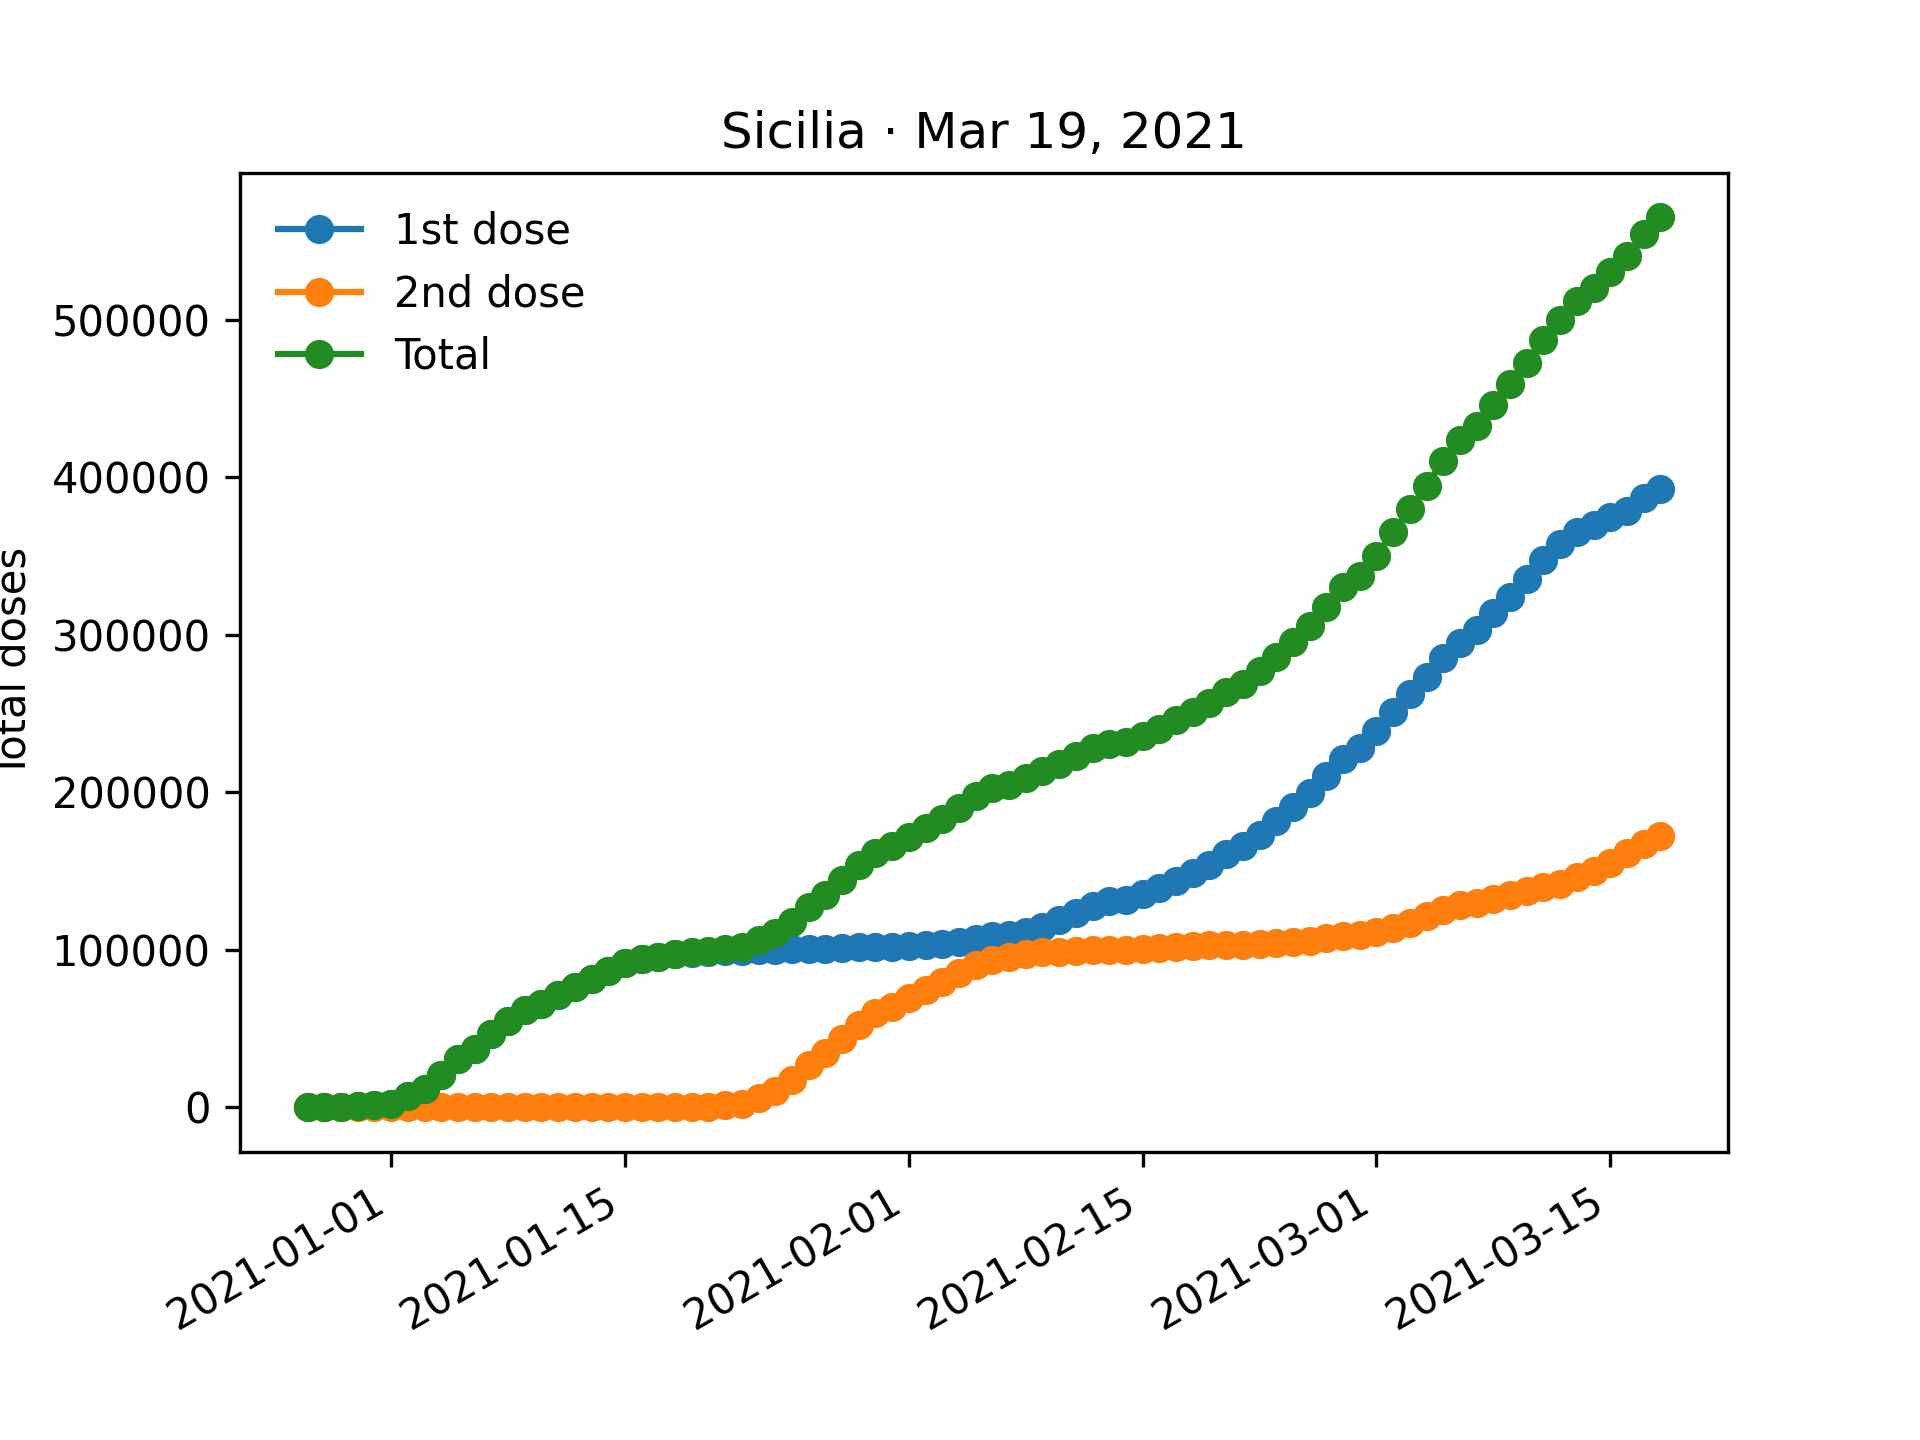 Sicilia · Mar 19, 2021
1st dose
2nd dose
Total
Total doses
500000
400000
300000
200000
100000
0
2021-01-01
2021-01-15
2021-02-01
2021-02-15
2021-03-01
2021-03-15